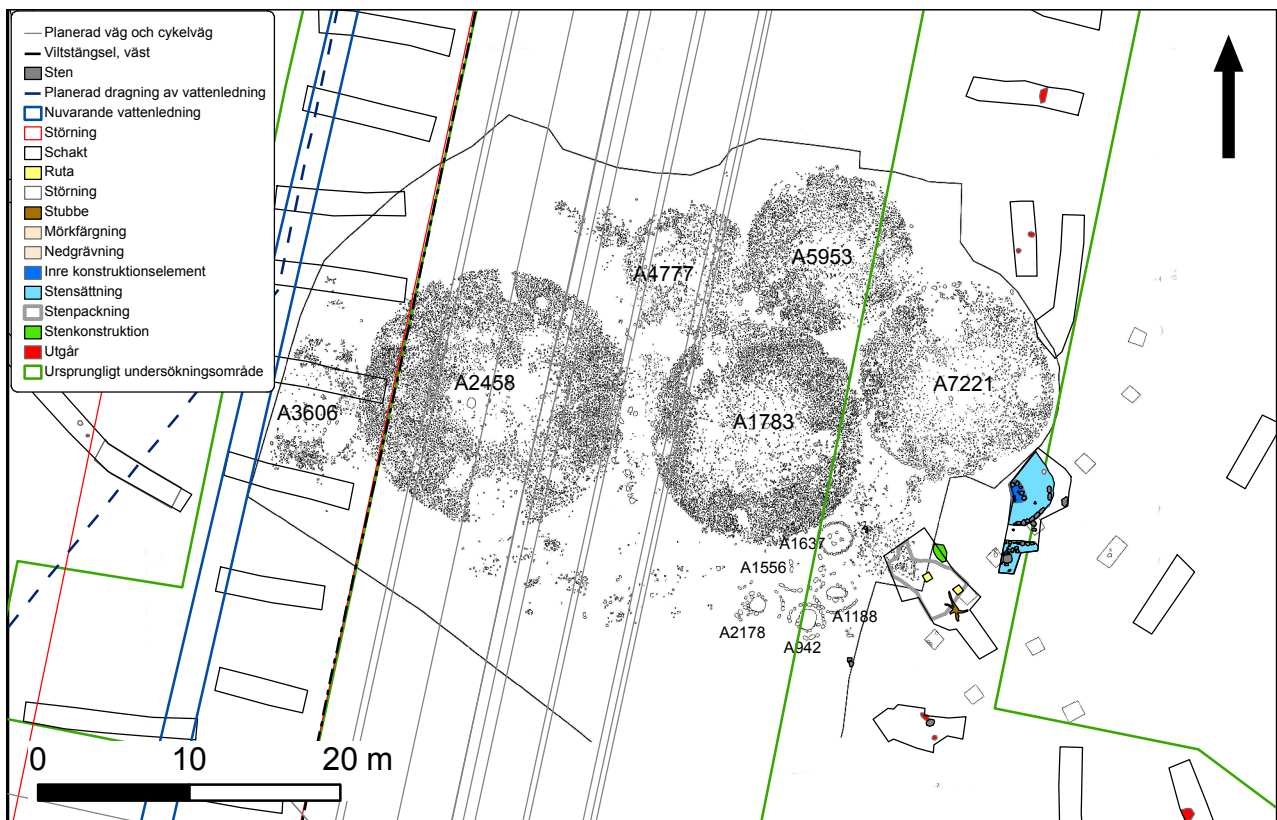 Planerad väg och cykelväg
Viltstängsel, väst
Sten
Planerad dragning av vattenledning
Nuvarande vattenledning
Störning
Schakt
Ruta
Störning
Stubbe
Mörkfärgning
Nedgrävning
Inre konstruktionselement
Stensättning
Stenpackning
Stenkonstruktion
Utgår
Ursprungligt undersökningsområde
A5953
A4777
A2458
A7221
A3606
A1783
A1637
A1556
A1188
A2178
A942
0 10 20 m